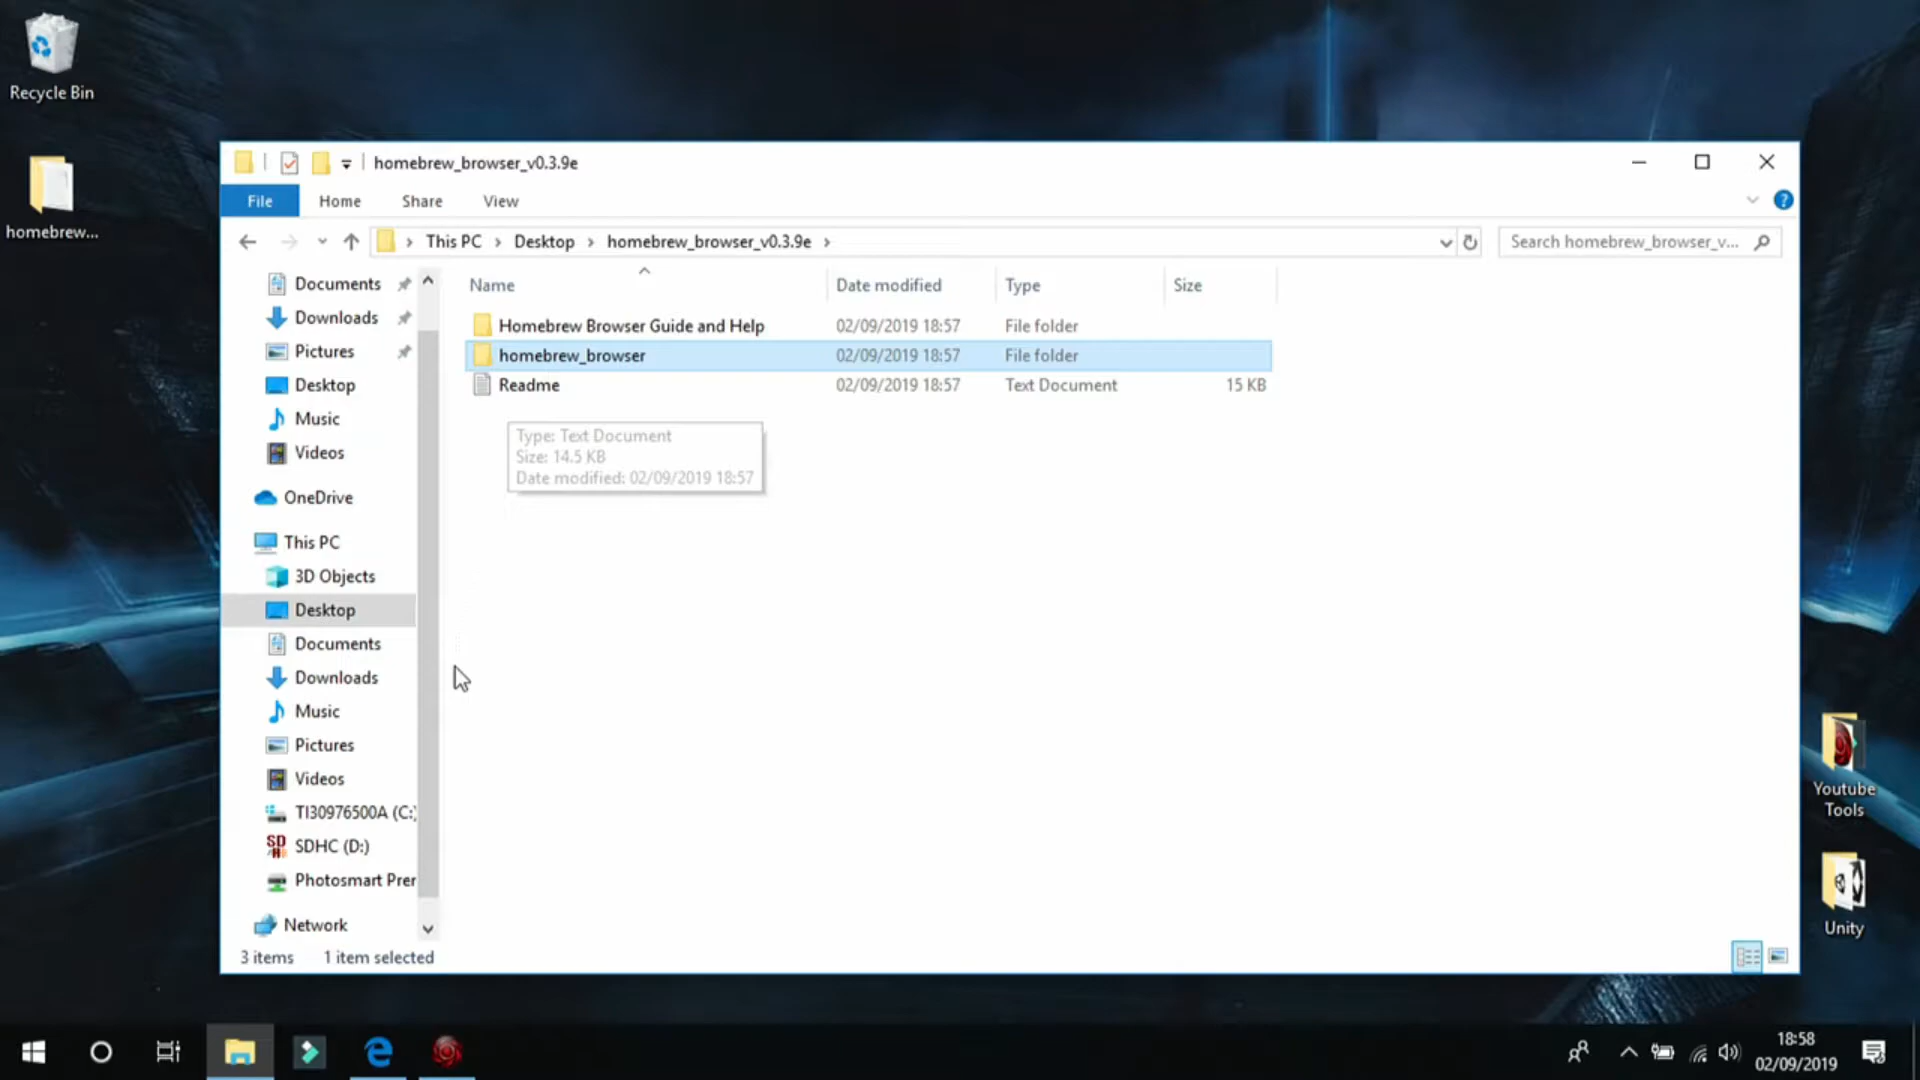 Recycle Bin
homebrew...
homebrew_browser_v0.3.9e
File Home Share View
This PC Desktop homebrew_browser_v0.3.9e
Search homebrew_browser_v...
Documents
Downloads
Pictures
Desktop
Music
Videos
OneDrive
This PC
3D Objects
Desktop
Documents
Downloads
Music
Pictures
Videos
TI30976500A (C:)
SDHC (D:)
Photosmart Prer
Network
Name Date modified Type Size
Homebrew Browser Guide and Help 02/09/2019 18:57 File folder
homebrew_browser 02/09/2019 18:57 File folder
Readme 02/09/2019 18:57 Text Document 15 KB
Type: Text Document
Size: 14.5 KB
Date modified: 02/09/2019 18:57
3 items 1 item selected
Youtube
Tools
Unity
18:58
02/09/2019